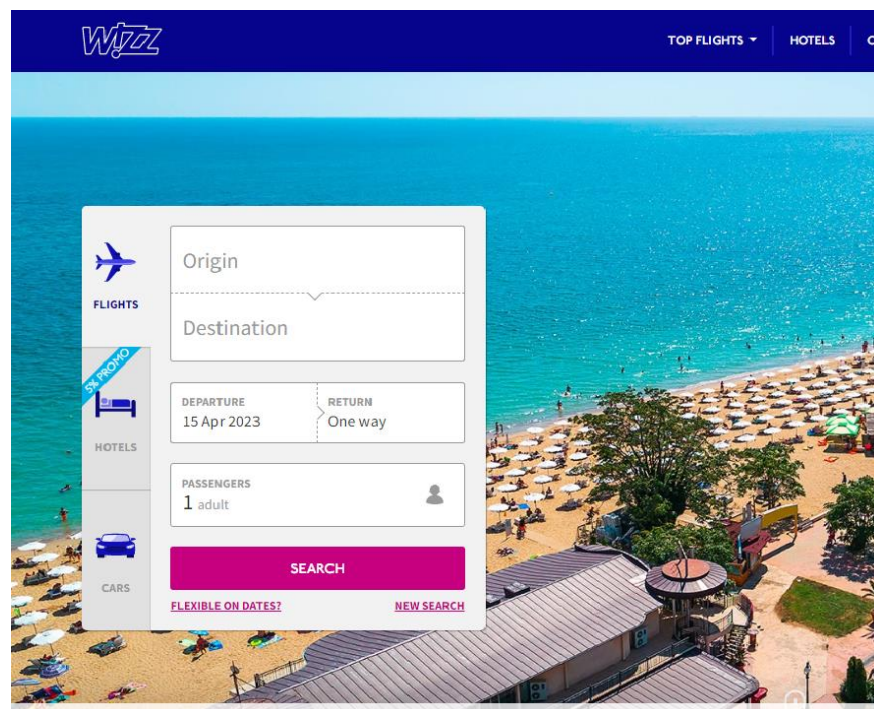 WIZZ
TOP FLIGHTS
HOTELS
FLIGHTS
Origin
Destination
5% PROMO
HOTELS
DEPARTURE
15 Apr 2023
RETURN
One way
PASSENGERS
1 adult
CARS
SEARCH
FLEXIBLE ON DATES?
NEW SEARCH